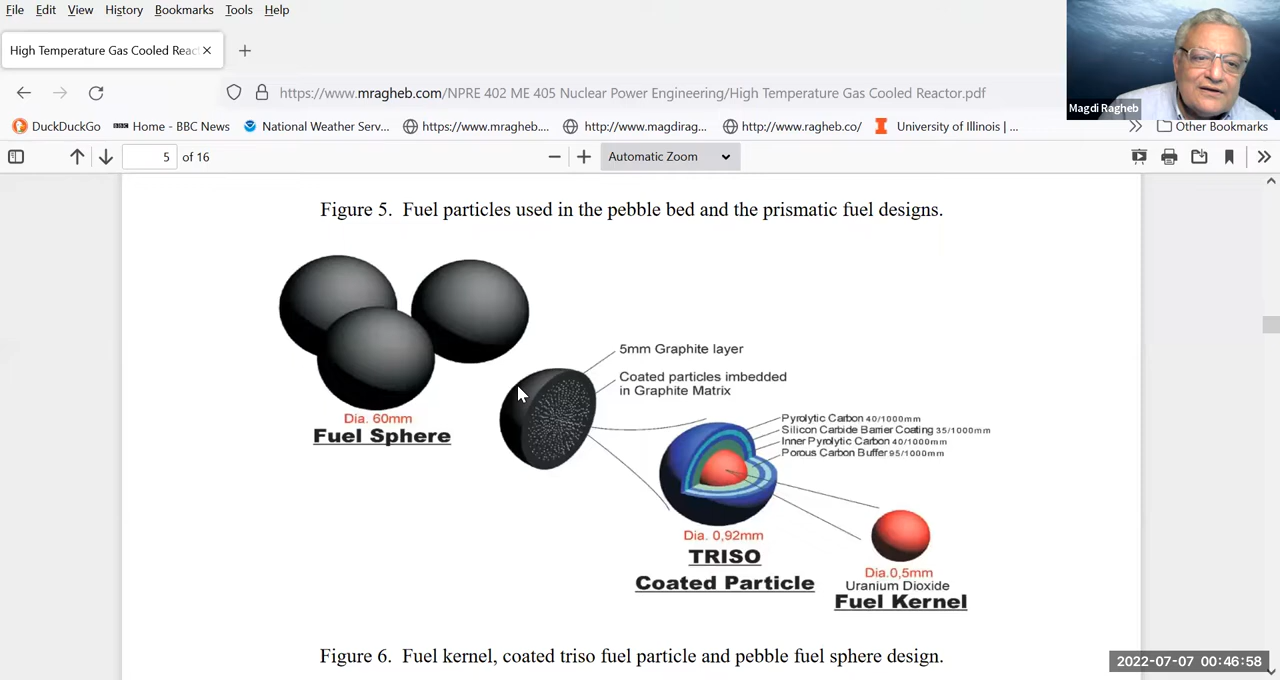 File Edit View History Bookmarks Tools Help
High Temperature Gas Cooled Reac
https://www.mragheb.com/NPRE 402 ME 405 Nuclear Power Engineering/High Temperature Gas Cooled Reactor.pdf
Magdi Ragheb
DuckDuckGo BBC Home - BBC News National Weather Serv... https://www.mragheb.... http://www.magdirag... http://www.ragheb.co/ I University of Illinois |... Other Bookmarks
5 of 16 Automatic Zoom
Figure 5. Fuel particles used in the pebble bed and the prismatic fuel designs.
5mm Graphite layer
Coated particles imbedded
in Graphite Matrix
Dia. 60mm
Fuel Sphere
Pyrolytic Carbon 40/1000mm
Silicon Carbide Barrier Coating 35/1000mm
Inner Pyrolytic Carbon 40/1000mm
Porous Carbon Buffer 95/1000mm
Dia. 0,92mm
TRISO
Coated Particle
Dia.0,5mm
Uranium Dioxide
Fuel Kernel
Figure 6. Fuel kernel, coated triso fuel particle and pebble fuel sphere design.
2022-07-07 00:46:58